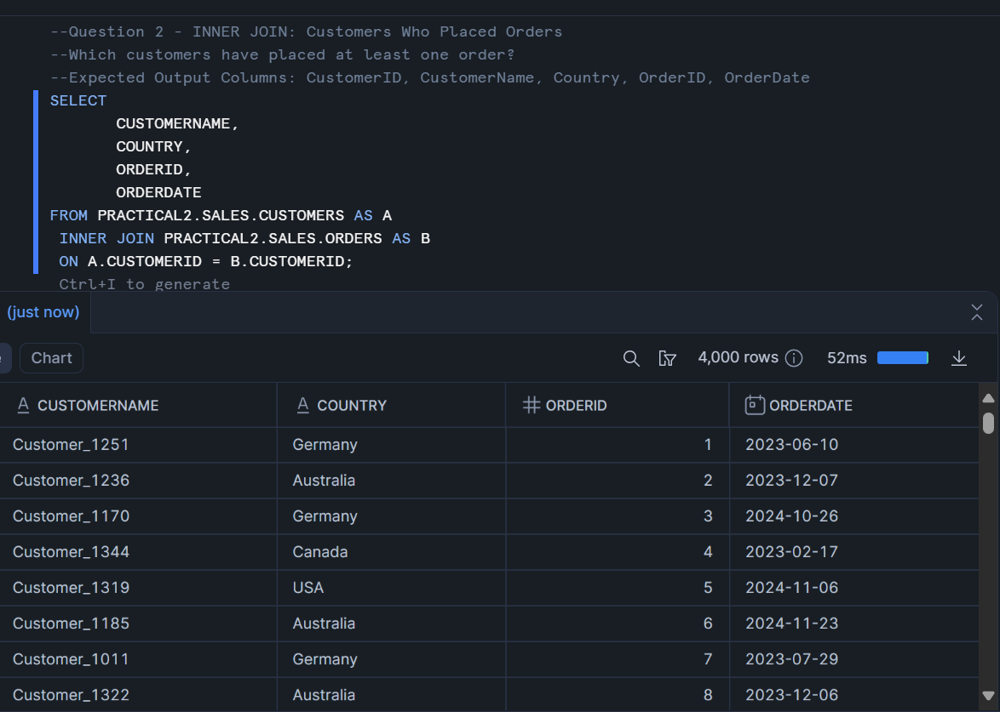 --Question 2 - INNER JOIN: Customers Who Placed Orders
--Which customers have placed at least one order?
--Expected Output Columns: CustomerID, CustomerName, Country, OrderID, OrderDate
SELECT
CUSTOMERNAME,
COUNTRY,
ORDERID,
ORDERDATE
FROM PRACTICAL2.SALES.CUSTOMERS AS A
INNER JOIN PRACTICAL2.SALES.ORDERS AS B
ON A.CUSTOMERID = B.CUSTOMERID;
Ctrl+I to generate
(just now)
Chart 4,000 rows 52ms
CUSTOMERNAME COUNTRY ORDERID ORDERDATE
Customer_1251 Germany 1 2023-06-10
Customer_1236 Australia 2 2023-12-07
Customer_1170 Germany 3 2024-10-26
Customer_1344 Canada 4 2023-02-17
Customer_1319 USA 5 2024-11-06
Customer_1185 Australia 6 2024-11-23
Customer_1011 Germany 7 2023-07-29
Customer_1322 Australia 8 2023-12-06